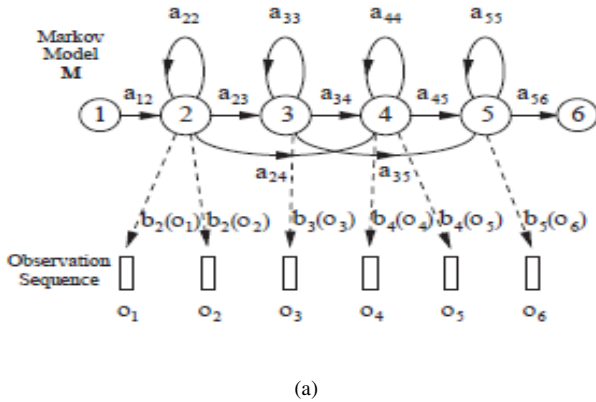 a22 a33 a44 a55
Markov
Model
M
1 a12 2 a23 3 a34 4 a45 5 a56 6
a24 a35
b2(o1) b2(o2) b3(o3) b4(o4) b4(o5) b5(o6)
Observation
Sequence
o1 o2 o3 o4 o5 o6
(a)